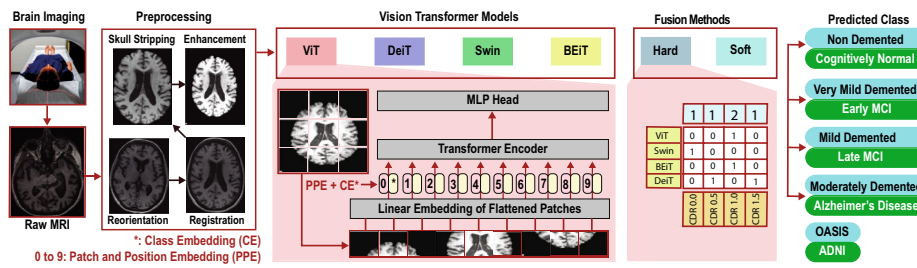 Brain Imaging
Preprocessing
Vision Transformer Models
Fusion Methods
Predicted Class
Skull Stripping
Enhancement
Reorientation
Registration
Raw MRI
*: Class Embedding (CE)
0 to 9: Patch and Position Embedding (PPE)
ViT
DeiT
Swin
BEiT
MLP Head
Transformer Encoder
PPE + CE*
0 * 1 2 3 4 5 6 7 8 9
Linear Embedding of Flattened Patches
Hard
Soft
1 1 2 1
ViT 0 0 1 0
Swin 1 0 0 0
BEiT 0 0 1 0
DeiT 0 1 0 1
CDR 0.0
CDR 0.5
CDR 1.0
CDR 1.5
Non Demented
Cognitively Normal
Very Mild Demented
Early MCI
Mild Demented
Late MCI
Moderately Demented
Alzheimer's Disease
OASIS
ADNI